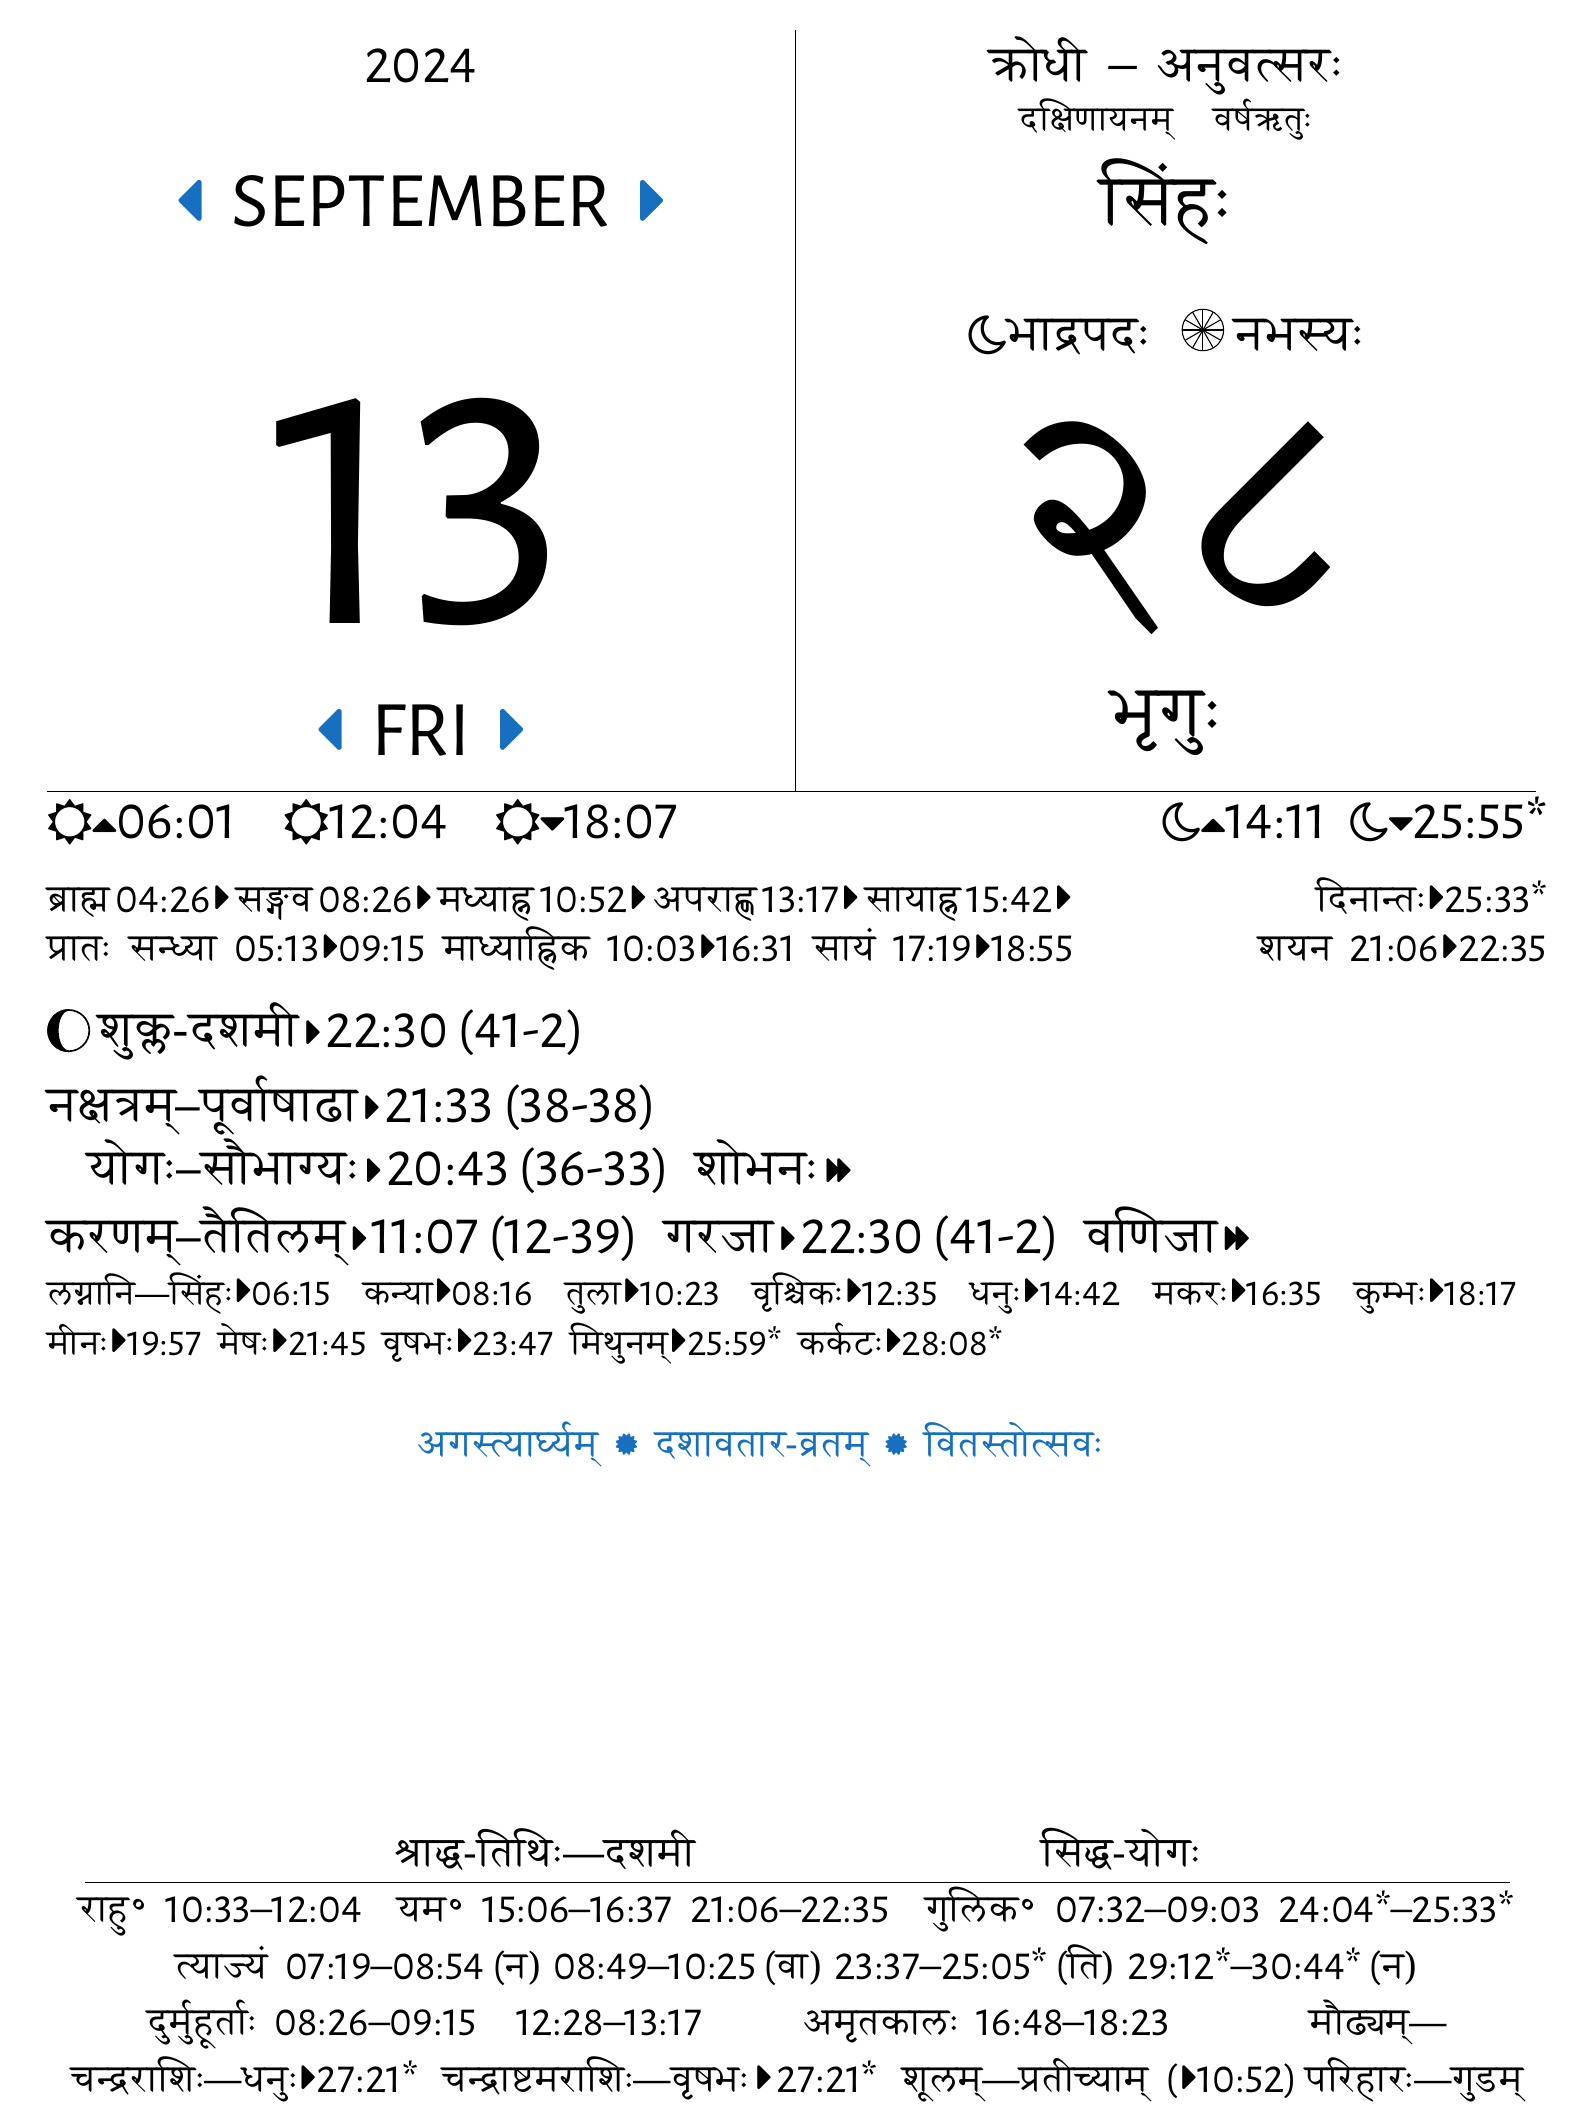 2024
SEPTEMBER
13
FRI
क्रोधी – अनुवत्सरः
दक्षिणायनम् वर्षऋतुः
सिंहः
भाद्रपदः नभस्यः
२८
भृगुः
06:01 12:04 18:07 14:11 25:55*
ब्राह्म 04:26 सङ्गव 08:26 मध्याह्न 10:52 अपराह्ण 13:17 सायाह्न 15:42 दिनान्तः 25:33*
प्रातः सन्ध्या 05:13 09:15 माध्याह्निक 10:03 16:31 सायं 17:19 18:55 शयन 21:06 22:35
शुक्ल-दशमी 22:30 (41-2)
नक्षत्रम्–पूर्वाषाढा 21:33 (38-38)
योगः–सौभाग्यः 20:43 (36-33) शोभनः
करणम्–तैतिलम् 11:07 (12-39) गरजा 22:30 (41-2) वणिजा
लग्नानि—सिंहः 06:15 कन्या 08:16 तुला 10:23 वृश्चिकः 12:35 धनुः 14:42 मकरः 16:35 कुम्भः 18:17
मीनः 19:57 मेषः 21:45 वृषभः 23:47 मिथुनम् 25:59* कर्कटः 28:08*
अगस्त्यार्घ्यम् ✹ दशावतार-व्रतम् ✹ वितस्तोत्सवः
श्राद्ध-तिथिः—दशमी सिद्ध-योगः
राहु॰ 10:33–12:04 यम॰ 15:06–16:37 21:06–22:35 गुलिक॰ 07:32–09:03 24:04*–25:33*
त्याज्यं 07:19–08:54 (न) 08:49–10:25 (वा) 23:37–25:05* (ति) 29:12*–30:44* (न)
दुर्मुहूर्ताः 08:26–09:15 12:28–13:17 अमृतकालः 16:48–18:23 मौढ्यम्—
चन्द्रराशिः—धनुः 27:21* चन्द्राष्टमराशिः—वृषभः 27:21* शूलम्—प्रतीच्याम् (10:52) परिहारः—गुडम्